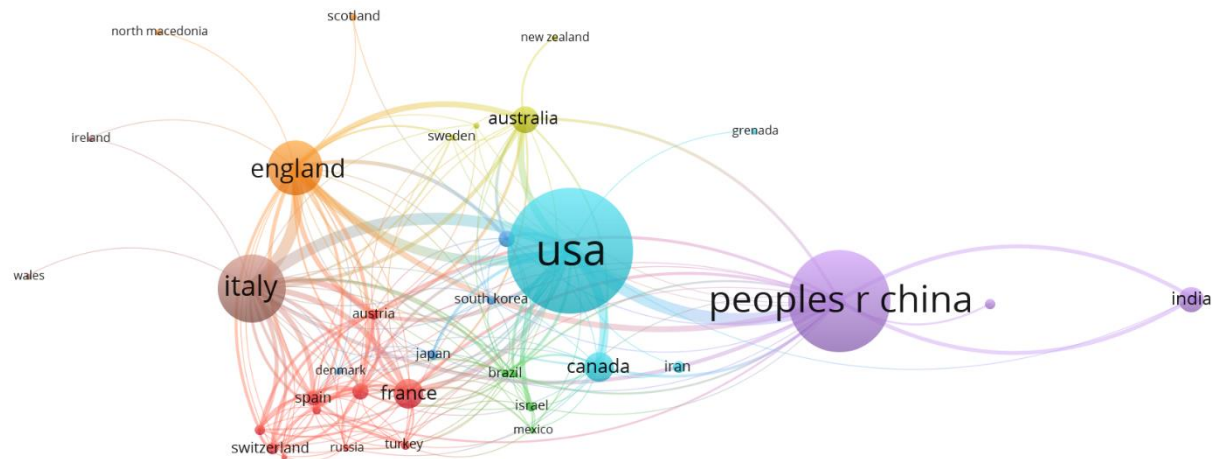 scotland
north macedonia
new zealand
australia
grenada
sweden
ireland
england
usa
wales
italy
peoples r china
india
south korea
austria
japan
denmark
brazil
canada
iran
spain
france
israel
mexico
switzerland
russia
turkey